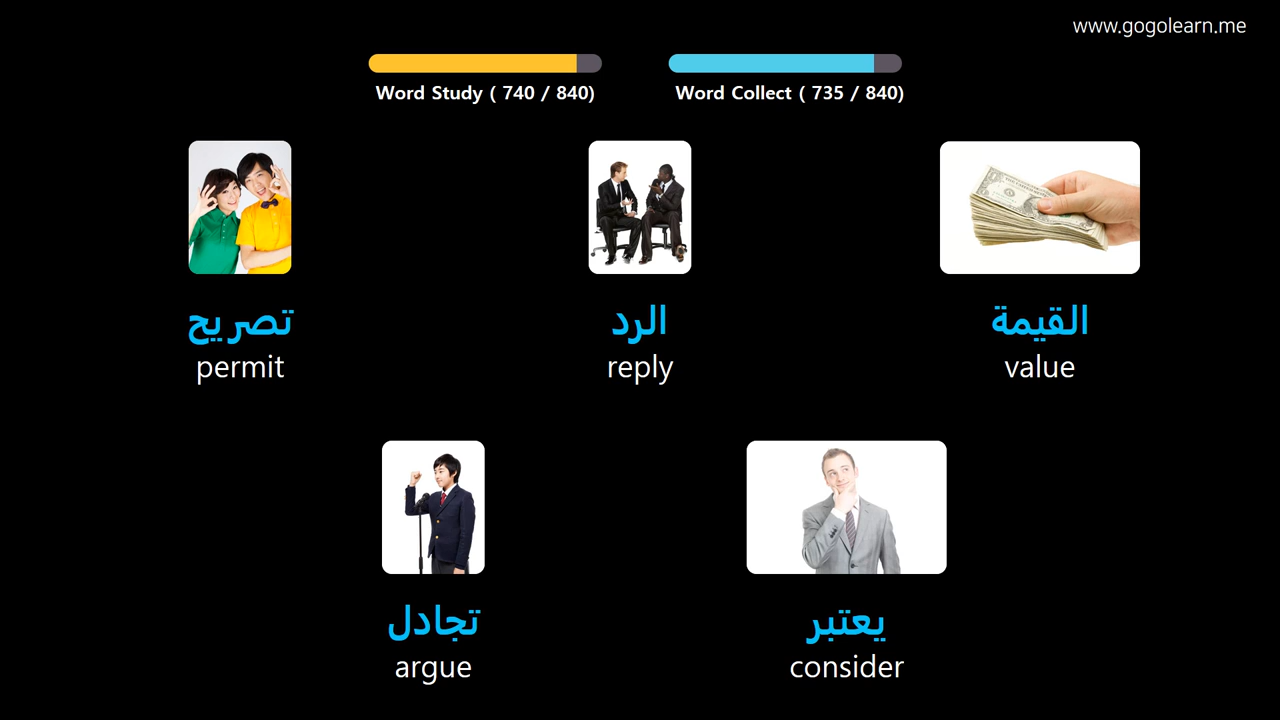 www.gogolearn.me
Word Study ( 740 / 840)
Word Collect ( 735 / 840)
تصريح
permit
الرد
reply
القيمة
value
تجادل
argue
يعتبر
consider